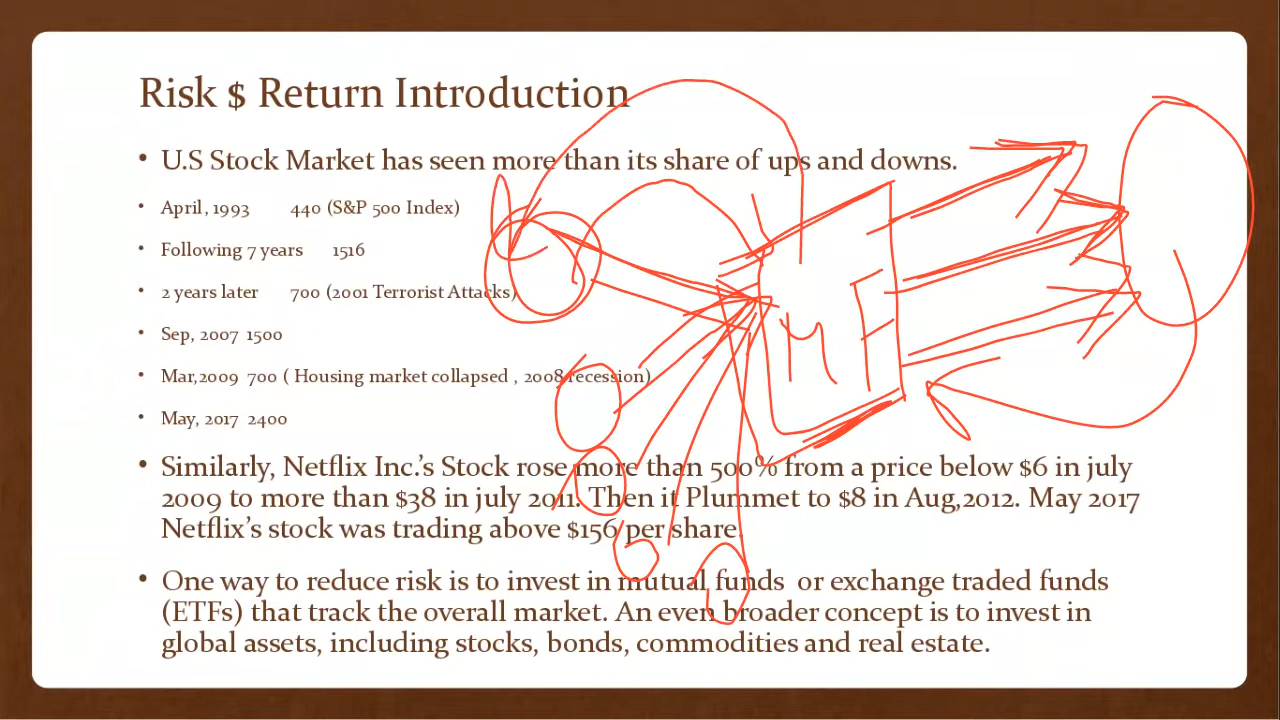 Risk $ Return Introduction
• U.S Stock Market has seen more than its share of ups and downs.
• April, 1993 440 (S&P 500 Index)
• Following 7 years 1516
• 2 years later 700 (2001 Terrorist Attacks)
• Sep, 2007 1500
• Mar,2009 700 ( Housing market collapsed , 2008 recession)
• May, 2017 2400
• Similarly, Netflix Inc.'s Stock rose more than 500% from a price below $6 in july
2009 to more than $38 in july 2011. Then it Plummet to $8 in Aug,2012. May 2017
Netflix's stock was trading above $156 per share.
• One way to reduce risk is to invest in mutual funds or exchange traded funds
(ETFs) that track the overall market. An even broader concept is to invest in
global assets, including stocks, bonds, commodities and real estate.
MF